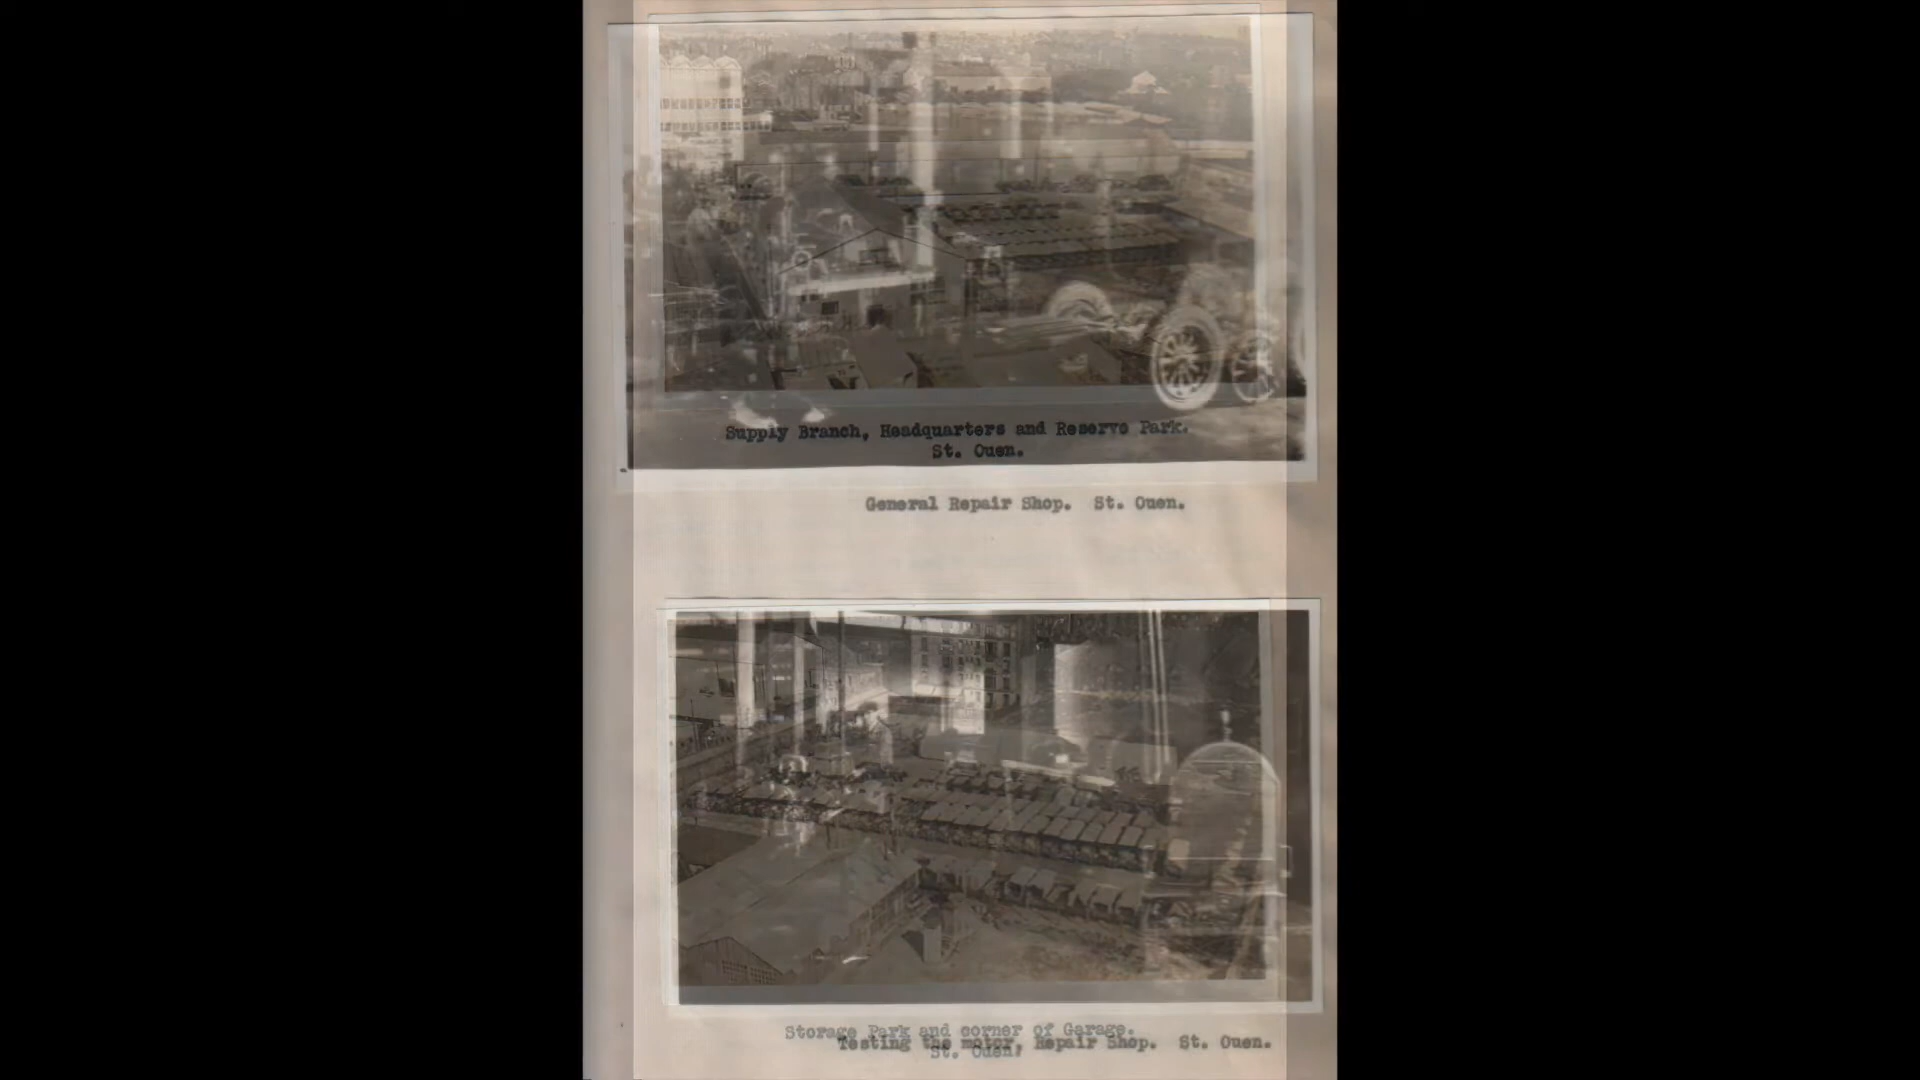 Supply Branch, Headquarters and Reserve Park.
St. Ouen.
General Repair Shop. St. Ouen.
Storage Park and corner of Garage.
Testing the motor, Repair Shop. St. Ouen.
St. Ouen.